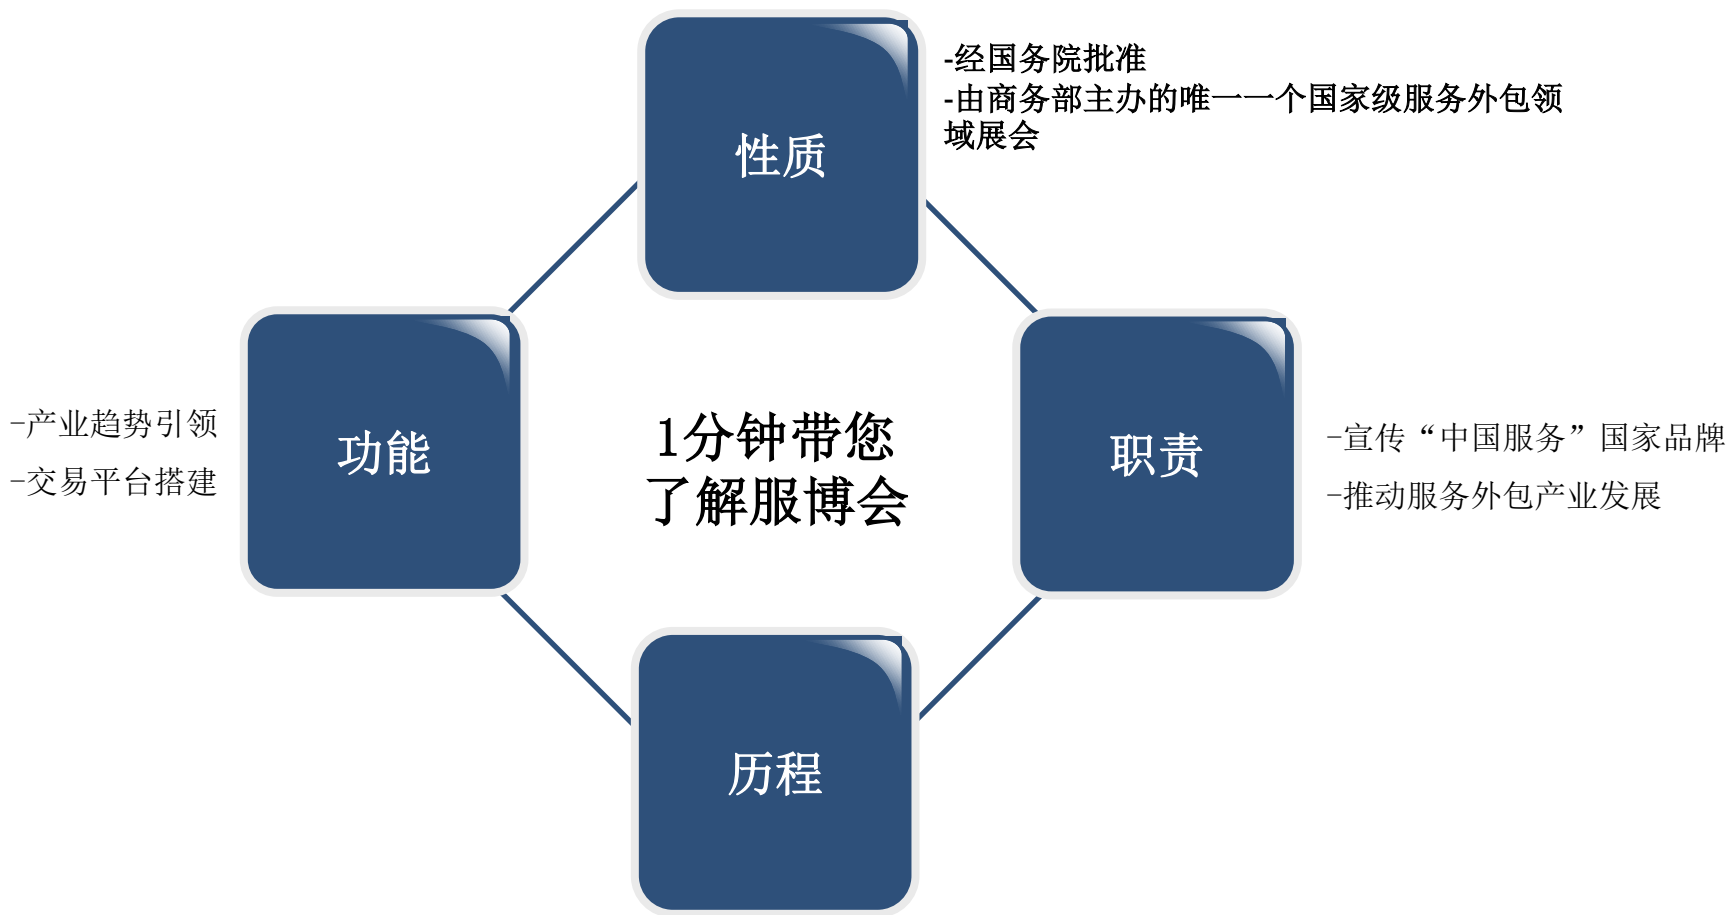 性质
-经国务院批准
-由商务部主办的唯一一个国家级服务外包领
域展会
功能
-产业趋势引领
-交易平台搭建
1分钟带您
了解服博会
职责
-宣传“中国服务”国家品牌
-推动服务外包产业发展
历程